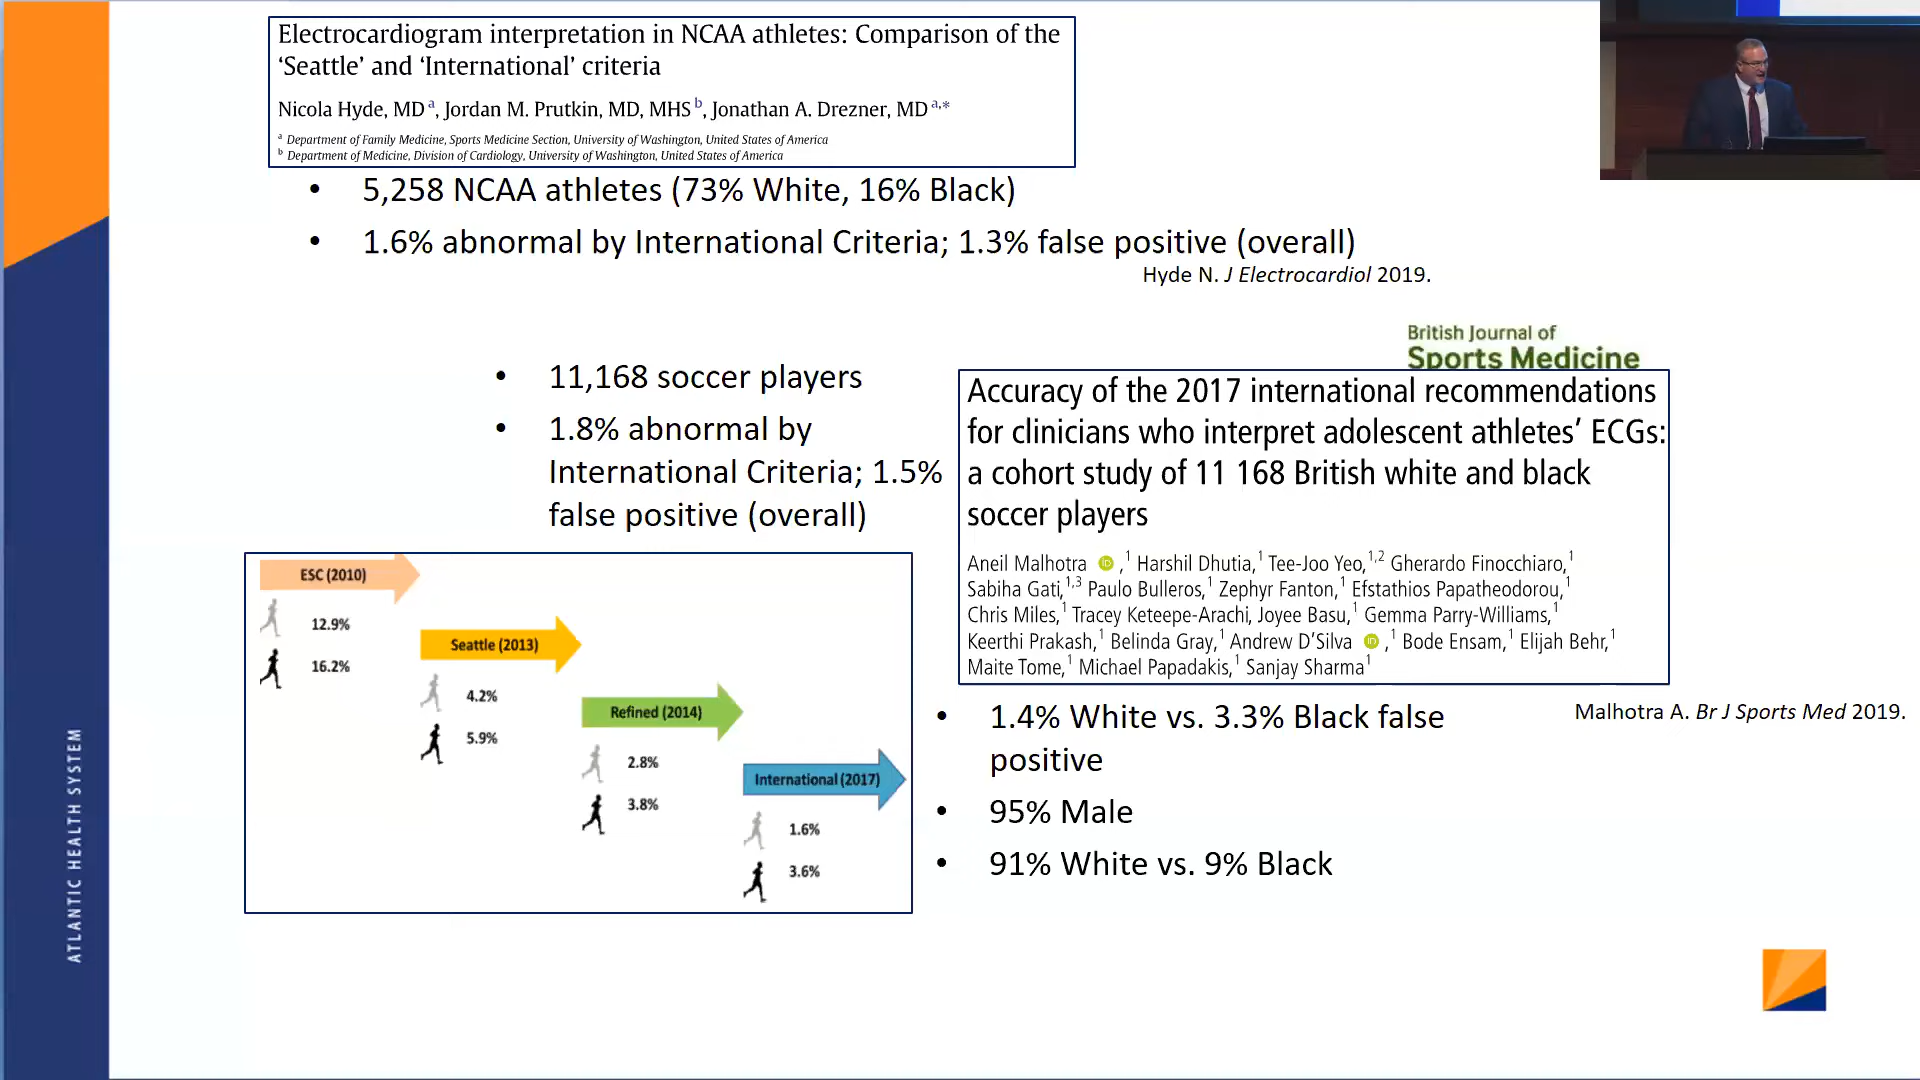 Electrocardiogram interpretation in NCAA athletes: Comparison of the
‘Seattle’ and ‘International’ criteria
Nicola Hyde, MD a, Jordan M. Prutkin, MD, MHS b, Jonathan A. Drezner, MD a,*
a Department of Family Medicine, Sports Medicine Section, University of Washington, United States of America
b Department of Medicine, Division of Cardiology, University of Washington, United States of America
• 5,258 NCAA athletes (73% White, 16% Black)
• 1.6% abnormal by International Criteria; 1.3% false positive (overall)
Hyde N. J Electrocardiol 2019.
• 11,168 soccer players
• 1.8% abnormal by
International Criteria; 1.5%
false positive (overall)
British Journal of
Sports Medicine
Accuracy of the 2017 international recommendations
for clinicians who interpret adolescent athletes’ ECGs:
a cohort study of 11 168 British white and black
soccer players
Aneil Malhotra iD ,1 Harshil Dhutia,1 Tee-Joo Yeo,1,2 Gherardo Finocchiaro,1
Sabiha Gati,1,3 Paulo Bulleros,1 Zephyr Fanton,1 Efstathios Papatheodorou,1
Chris Miles,1 Tracey Keteepe-Arachi, Joyee Basu,1 Gemma Parry-Williams,1
Keerthi Prakash,1 Belinda Gray,1 Andrew D’Silva iD ,1 Bode Ensam,1 Elijah Behr,1
Maite Tome,1 Michael Papadakis,1 Sanjay Sharma1
ESC (2010)
12.9%
16.2%
Seattle (2013)
4.2%
5.9%
Refined (2014)
2.8%
3.8%
International (2017)
1.6%
3.6%
• 1.4% White vs. 3.3% Black false
positive
• 95% Male
• 91% White vs. 9% Black
Malhotra A. Br J Sports Med 2019.
ATLANTIC HEALTH SYSTEM